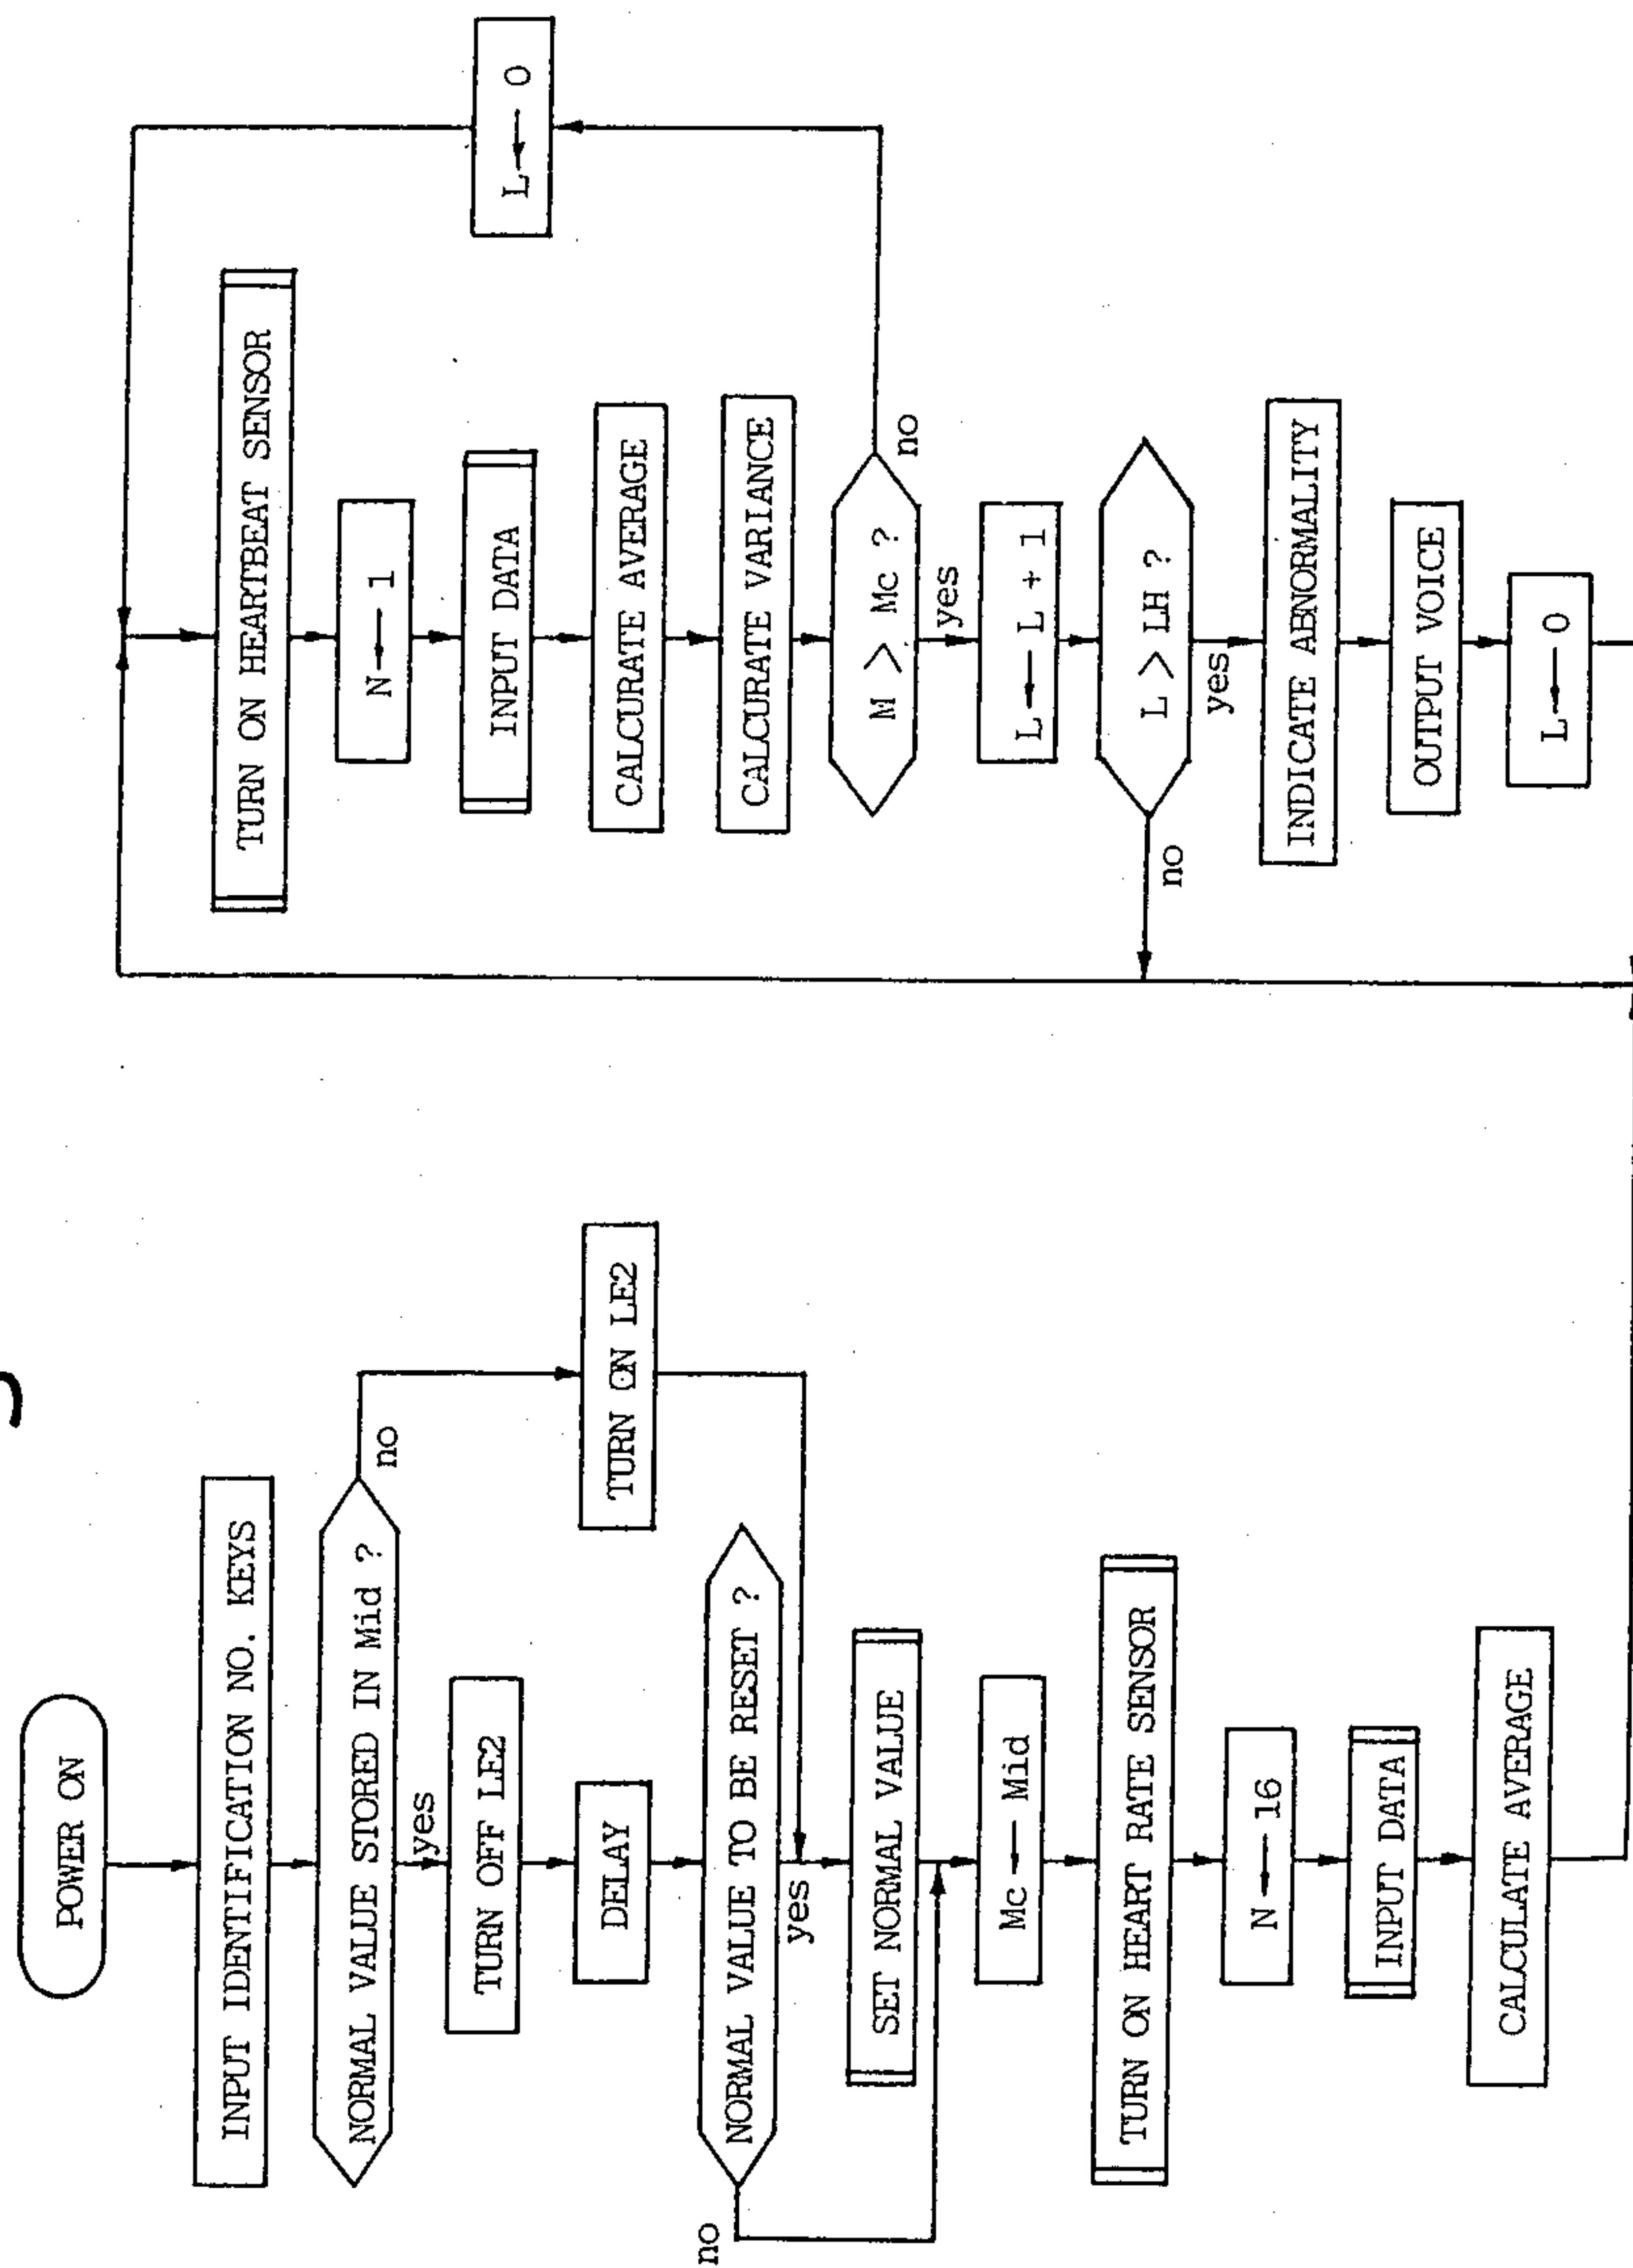 POWER ON
INPUT IDENTIFICATION NO. KEYS
NORMAL VALUE STORED IN Mid ?
no
yes
TURN OFF LE2
TURN ON LE2
DELAY
NORMAL VALUE TO BE RESET ?
no
yes
SET NORMAL VALUE
Mc ← Mid
TURN ON HEART RATE SENSOR
N ← 16
INPUT DATA
CALCULATE AVERAGE
TURN ON HEARTBEAT SENSOR
N ← 1
INPUT DATA
L ← 0
CALCURATE AVERAGE
CALCURATE VARIANCE
M > Mc ?
no
yes
L ← L + 1
L > LH ?
no
yes
INDICATE ABNORMALITY
OUTPUT VOICE
L ← 0